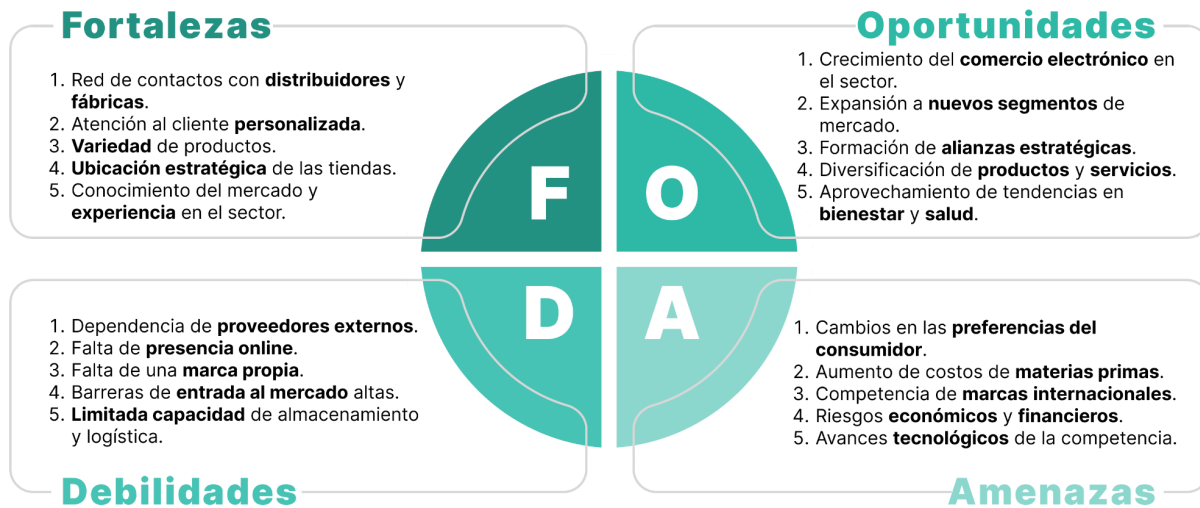 Fortalezas
1. Red de contactos con distribuidores y
fábricas.
2. Atención al cliente personalizada.
3. Variedad de productos.
4. Ubicación estratégica de las tiendas.
5. Conocimiento del mercado y
experiencia en el sector.
Oportunidades
1. Crecimiento del comercio electrónico en
el sector.
2. Expansión a nuevos segmentos de
mercado.
3. Formación de alianzas estratégicas.
4. Diversificación de productos y servicios.
5. Aprovechamiento de tendencias en
bienestar y salud.
F
O
D
A
1. Dependencia de proveedores externos.
2. Falta de presencia online.
3. Falta de una marca propia.
4. Barreras de entrada al mercado altas.
5. Limitada capacidad de almacenamiento
y logística.
Debilidades
1. Cambios en las preferencias del
consumidor.
2. Aumento de costos de materias primas.
3. Competencia de marcas internacionales.
4. Riesgos económicos y financieros.
5. Avances tecnológicos de la competencia.
Amenazas